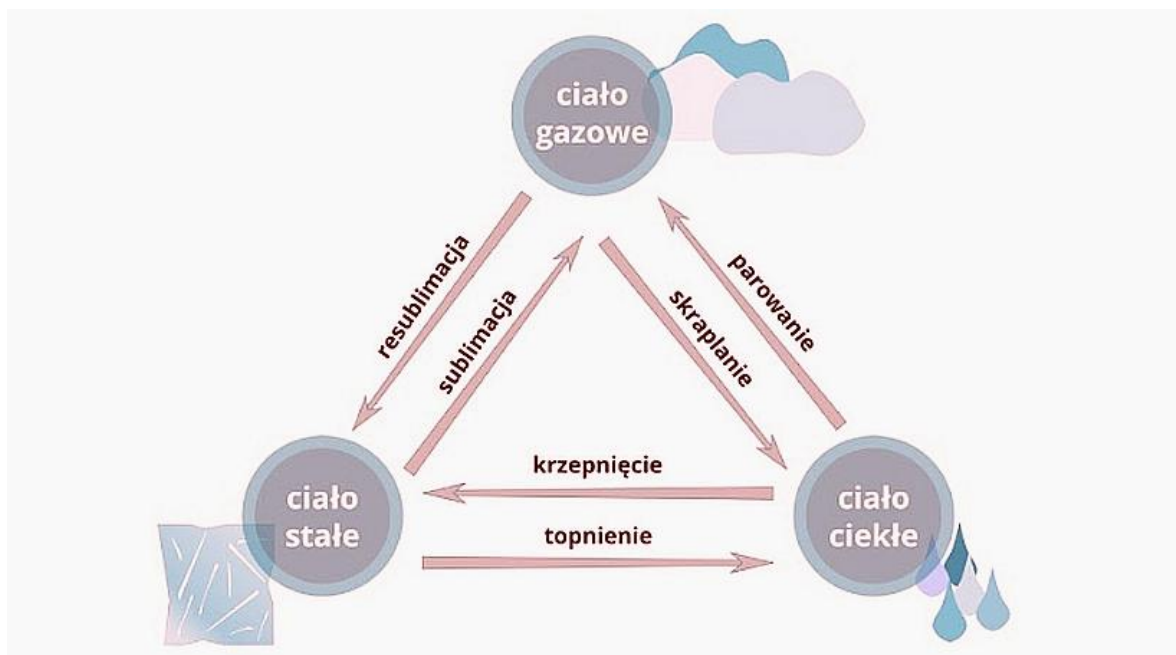 ciało
gazowe
resublimacja
sublimacja
skraplanie
parowanie
krzepnięcie
topnienie
ciało
stałe
ciało
ciekłe